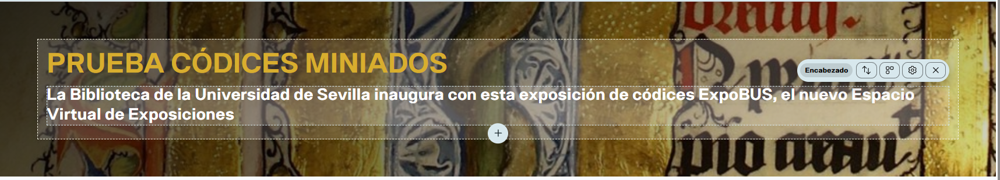 PRUEBA CÓDICES MINIADOS
Encabezado
La Biblioteca de la Universidad de Sevilla inaugura con esta exposición de códices ExpoBUS, el nuevo Espacio
Virtual de Exposiciones